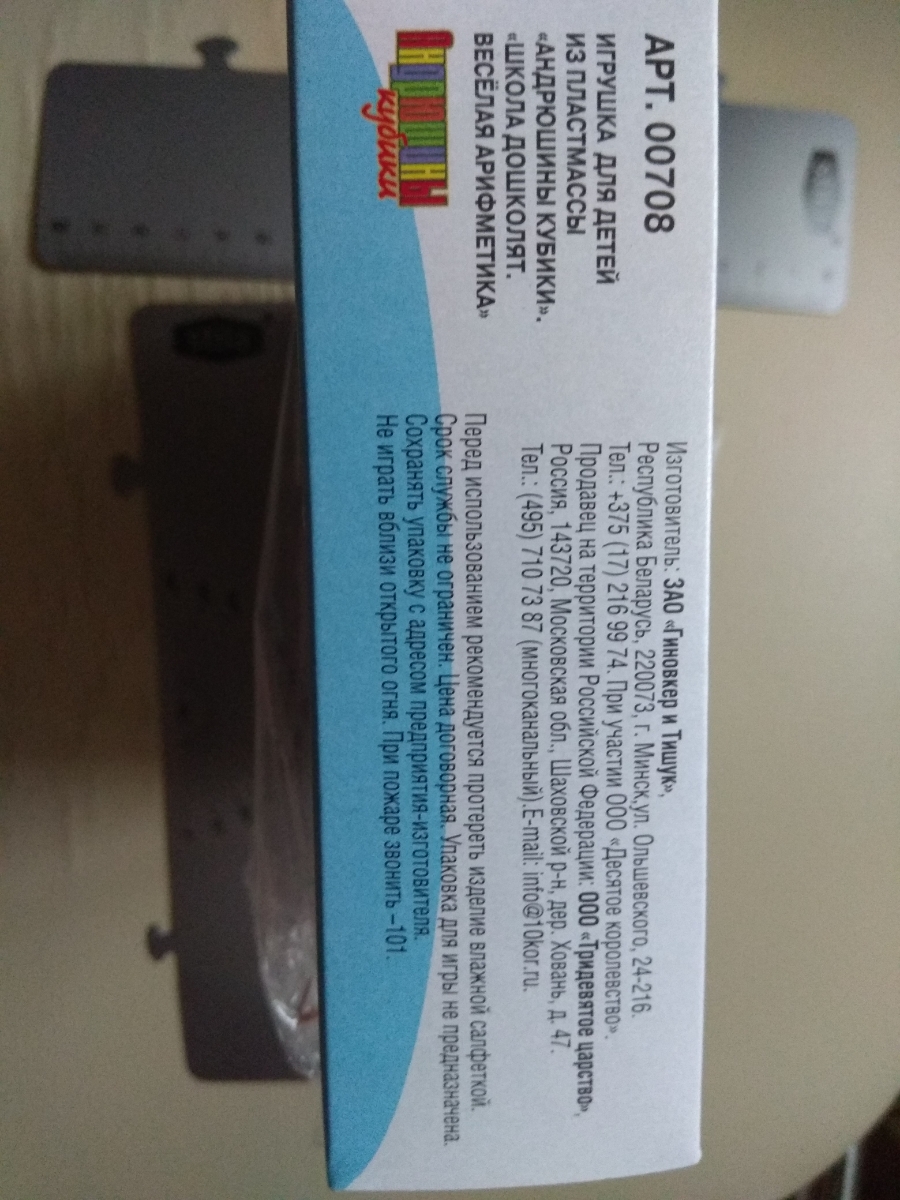 АРТ. 00708
ИГРУШКА ДЛЯ ДЕТЕЙ
ИЗ ПЛАСТМАССЫ
«АНДРЮШИНЫ КУБИКИ».
«ШКОЛА ДОШКОЛЯТ.
ВЕСЁЛАЯ АРИФМЕТИКА»
Андрюшины
кубики
Изготовитель: ЗАО «Гиновкер и Тишук»,
Республика Беларусь, 220073, г. Минск,ул. Ольшевского, 24-216.
Тел.: +375 (17) 216 99 74. При участии ООО «Десятое королевство».
Продавец на территории Российской Федерации: ООО «Тридевятое царство»,
Россия, 143720, Московская обл., Шаховской р-н, дер. Ховань, д. 47.
Тел.: (495) 710 73 87 (многоканальный).E-mail: info@10kor.ru.
Перед использованием рекомендуется протереть изделие влажной салфеткой.
Срок службы не ограничен. Цена договорная. Упаковка для игры не предназначена.
Сохранять упаковку с адресом предприятия-изготовителя.
Не играть вблизи открытого огня. При пожаре звонить –101.